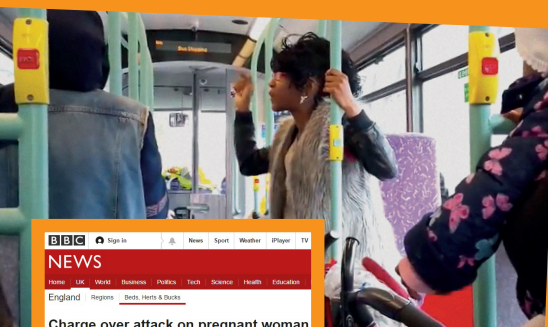 Bus Stopping
BBC Sign in News Sport Weather iPlayer TV
NEWS
Home UK World Business Politics Tech Science Health Education
England Regions Beds, Herts & Bucks
Charge over attack on pregnant woman